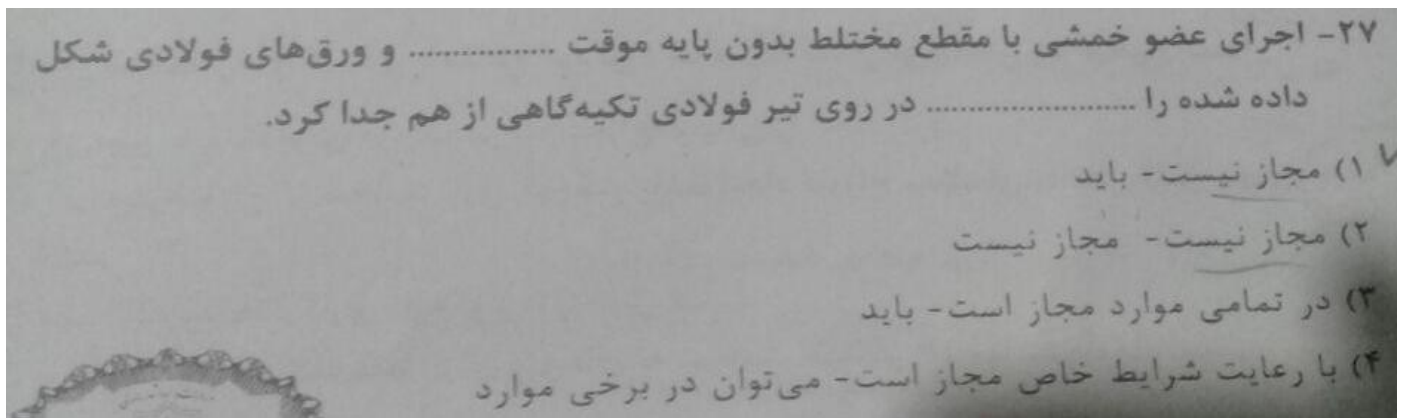 ۲۷- اجرای عضو خمشی با مقطع مختلط بدون پایه موقت ................ و ورق‌های فولادی شکل
داده شده را ....................... در روی تیر فولادی تکیه‌گاهی از هم جدا کرد.
۱) مجاز نیست- باید
۲) مجاز نیست- مجاز نیست
۳) در تمامی موارد مجاز است- باید
۴) با رعایت شرایط خاص مجاز است- می‌توان در برخی موارد